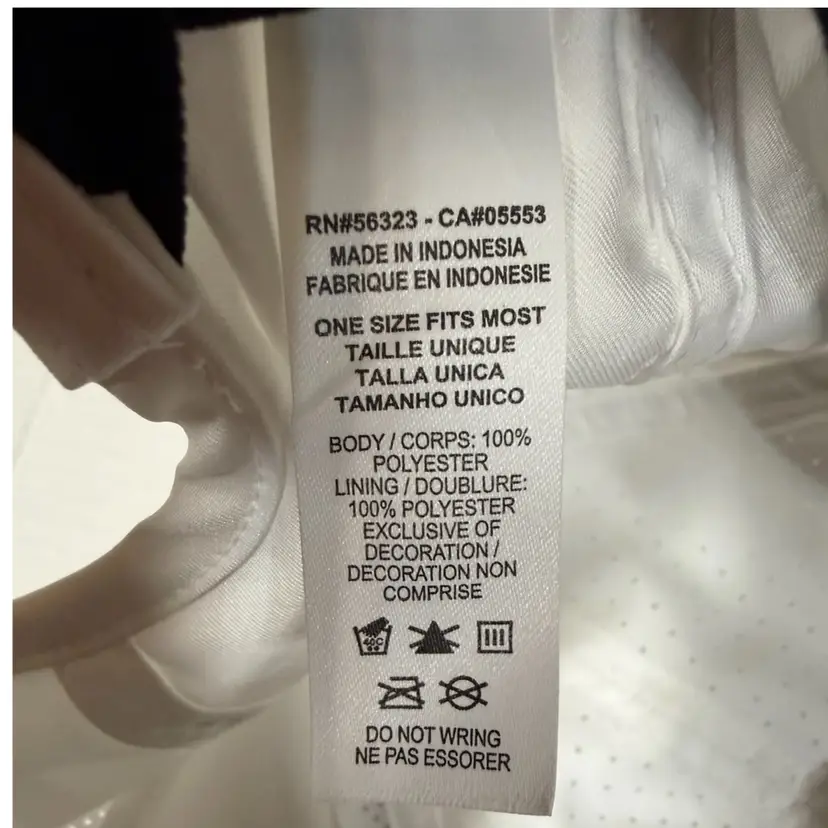 RN#56323 - CA#05553
MADE IN INDONESIA
FABRIQUE EN INDONESIE
ONE SIZE FITS MOST
TAILLE UNIQUE
TALLA UNICA
TAMANHO UNICO
BODY / CORPS: 100%
POLYESTER
LINING / DOUBLURE:
100% POLYESTER
EXCLUSIVE OF
DECORATION /
DECORATION NON
COMPRISE
40C
DO NOT WRING
NE PAS ESSORER